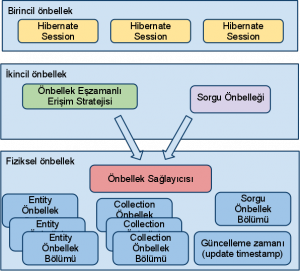 Birincil önbellek
Hibernate
Session
Hibernate
Session
Hibernate
Session
İkincil önbellek
Önbellek Eşzamanlı
Erişim Stratejisi
Sorgu Önbelleği
Fiziksel önbellek
Önbellek Sağlayıcısı
Entity
Önbellek
Entity
Önbellek
Entity
Önbellek
Bölümü
Collection
Önbellek
Collection
Önbellek
Collection
Önbellek
Bölümü
Sorgu
Önbellek
Bölümü
Güncelleme zamanı
(update timestamp)